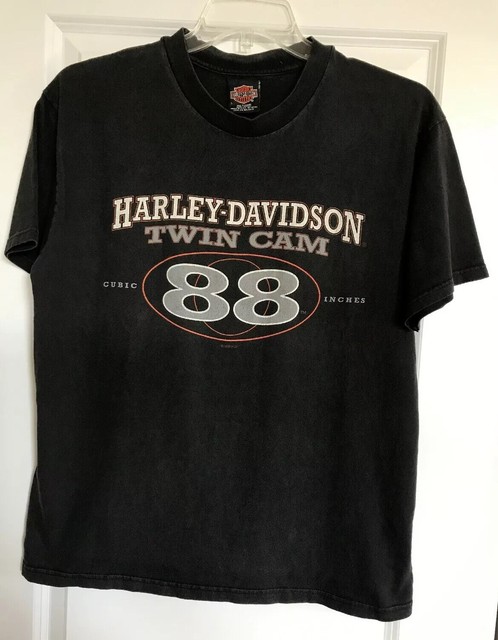 HARLEY-DAVIDSON
TWIN CAM
CUBIC 88 INCHES